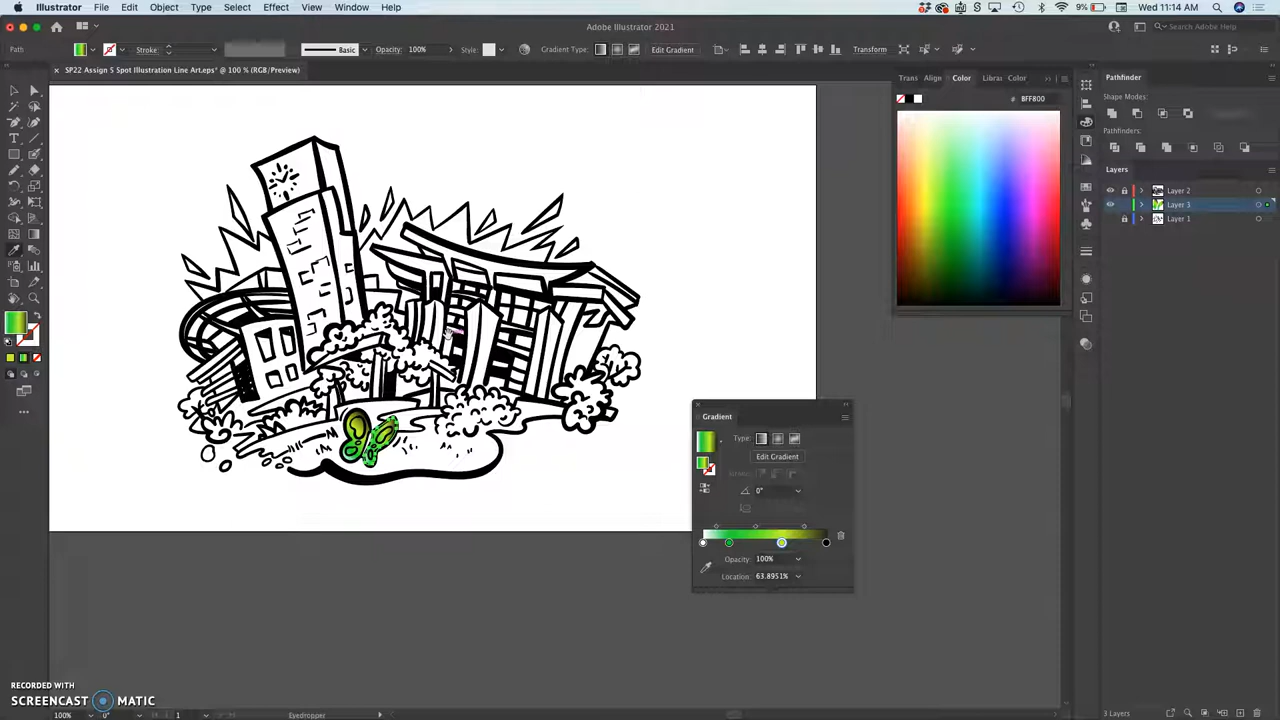 Illustrator File Edit Object Type Select Effect View Window Help
9% Wed 11:14 AM
Adobe Illustrator 2021
Search Adobe Help
Path Stroke: Basic Opacity: 100% Style: Gradient Type: Edit Gradient Transform
SP22 Assign 5 Spot Illustration Line Art.eps* @ 100 % (RGB/Preview)
Trans Align Color Libra Color
# BFF800
Pathfinder
Shape Modes:
Pathfinders:
Layers
Layer 2
Layer 3
Layer 1
Gradient
Type:
Edit Gradient
0°
Opacity: 100%
Location: 63.8951%
RECORDED WITH
SCREENCAST MATIC
100% 0° 1 Eyedropper
3 Layers